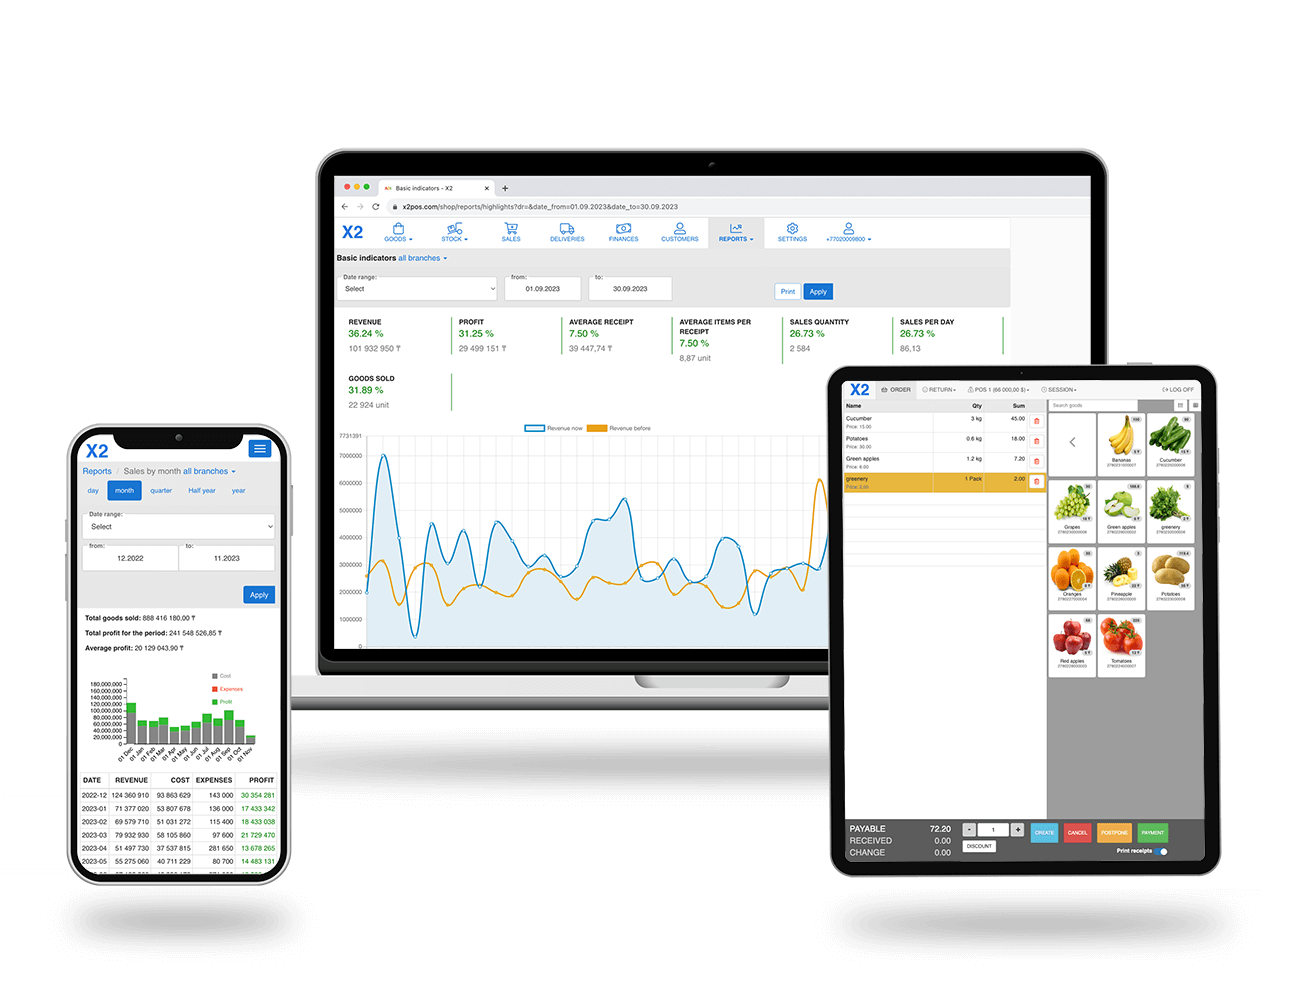 Basic indicators - X2
x2pos.com/shop/reports/highlights?dr=&date_from=01.09.2023&date_to=30.09.2023
X2
GOODS
STOCK
SALES
DELIVERIES
FINANCES
CUSTOMERS
REPORTS
SETTINGS
+77020009800
Basic indicators all branches
Date range:
Select
from:
01.09.2023
to:
30.09.2023
Print
Apply
REVENUE
36.24 %
101 932 950 ₸
PROFIT
31.25 %
29 499 151 ₸
AVERAGE RECEIPT
7.50 %
39 447,74 ₸
AVERAGE ITEMS PER
RECEIPT
7.50 %
8,87 unit
SALES QUANTITY
26.73 %
2 584
SALES PER DAY
26.73 %
86,13
GOODS SOLD
31.89 %
22 924 unit
Revenue now
Revenue before
7731391
7000000
6000000
5000000
4000000
3000000
2000000
1000000
0
X2
Reports / Sales by month all branches
day month quarter Half year year
Date range:
Select
from:
12.2022
to:
11.2023
Apply
Total goods sold: 888 416 180,00 ₸
Total profit for the period: 241 548 526,85 ₸
Average profit: 20 129 043,90 ₸
Cost
Expenses
Profit
180,000,000
160,000,000
140,000,000
120,000,000
100,000,000
80,000,000
60,000,000
40,000,000
20,000,000
0
01 Dec
01 Jan
01 Feb
01 Mar
01 Apr
01 May
01 Jun
01 Jul
01 Aug
01 Sep
01 Oct
01 Nov
DATE REVENUE COST EXPENSES PROFIT
2022-12 124 360 910 93 863 629 143 000 30 354 281
2023-01 71 377 020 53 807 678 136 000 17 433 342
2023-02 69 579 710 51 031 272 115 400 18 433 038
2023-03 79 932 930 58 105 860 97 600 21 729 470
2023-04 51 497 730 37 537 815 281 650 13 678 265
2023-05 55 275 060 40 711 229 80 700 14 483 131
X2
ORDER
RETURN
POS 1 (66 000,00 $)
SESSION
LOG OFF
Name Qty Sum
Cucumber 3 kg 45.00
Price: 15.00
Potatoes 0.6 kg 18.00
Price: 30.00
Green apples 1.2 kg 7.20
Price: 6.00
greenery 1 Pack 2.00
Search goods
Bananas
Cucumber
Grapes
Green apples
greenery
Oranges
Pineapple
Potatoes
Red apples
Tomatoes
PAYABLE 72.20
RECEIVED 0.00
CHANGE 0.00
- 1 +
DISCOUNT
CREATE
CANCEL
POSTPONE
PAYMENT
Print receipts